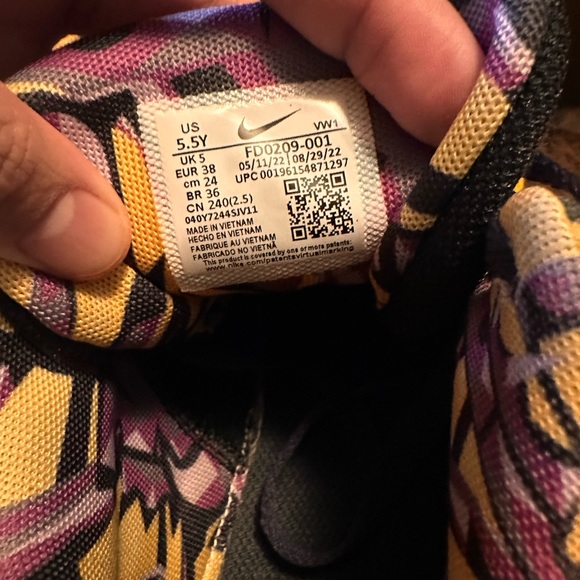 US
5.5Y
VW1
UK 5
FD0209-001
EUR 38
05/11/22 08/29/22
cm 24
UPC 00196154871297
BR 36
CN 240(2.5)
040Y7244SJV11
MADE IN VIETNAM
HECHO EN VIETNAM
FABRIQUE AU VIETNAM
FABRICADO NO VIETNÃ
This product is covered by one or more patents:
www.nike.com/patentsvirtualmarking